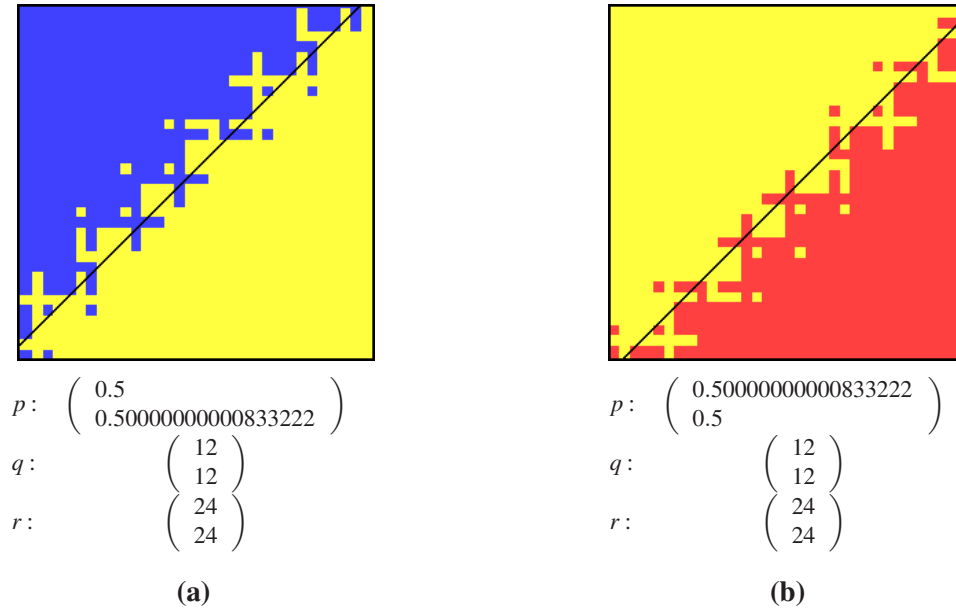 p : ( 0.5 0.50000000000833222 )
q : ( 12 12 )
r : ( 24 24 )
(a)
p : ( 0.50000000000833222 0.5 )
q : ( 12 12 )
r : ( 24 24 )
(b)